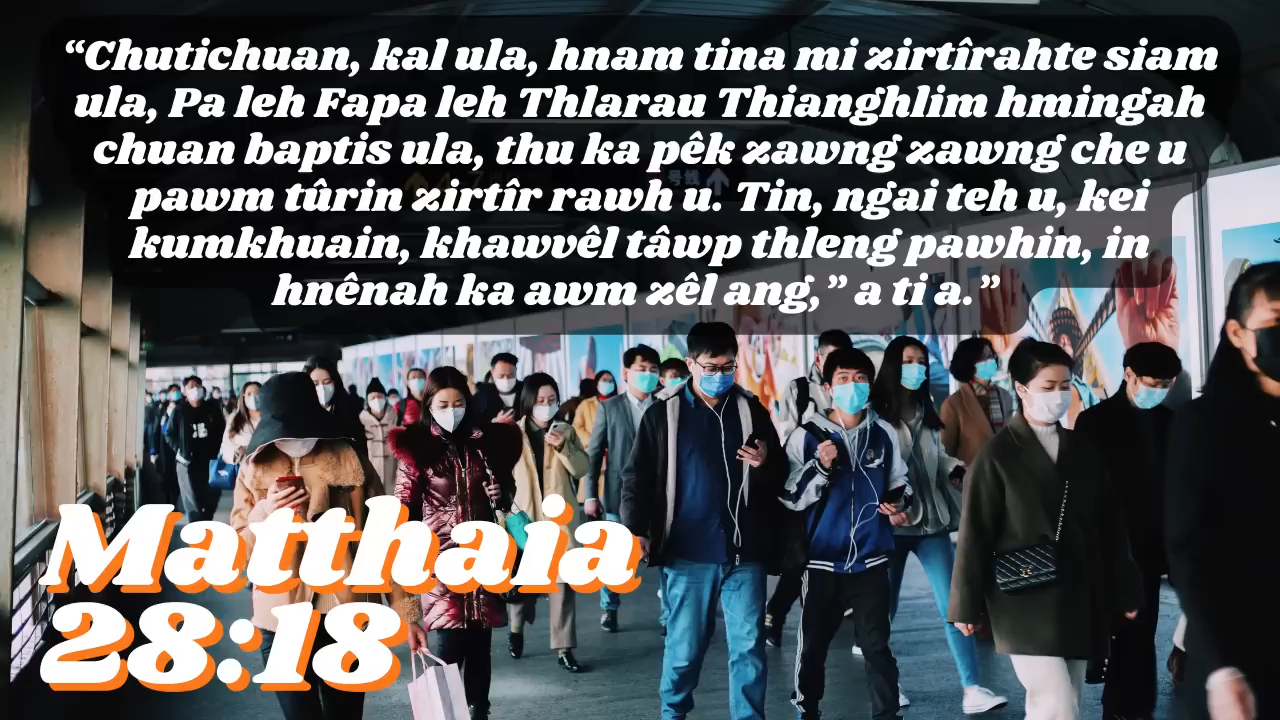 “Chutichuan, kal ula, hnam tina mi zirtîrahte siam
ula, Pa leh Fapa leh Thlarau Thianghlim hmingah
chuan baptis ula, thu ka pêk zawng zawng che u
pawm tûrin zirtîr rawh u. Tin, ngai teh u, kei
kumkhuain, khawvêl tâwp thleng pawhin, in
hnênah ka awm zêl ang,” a ti a.”
Matthaia
28:18